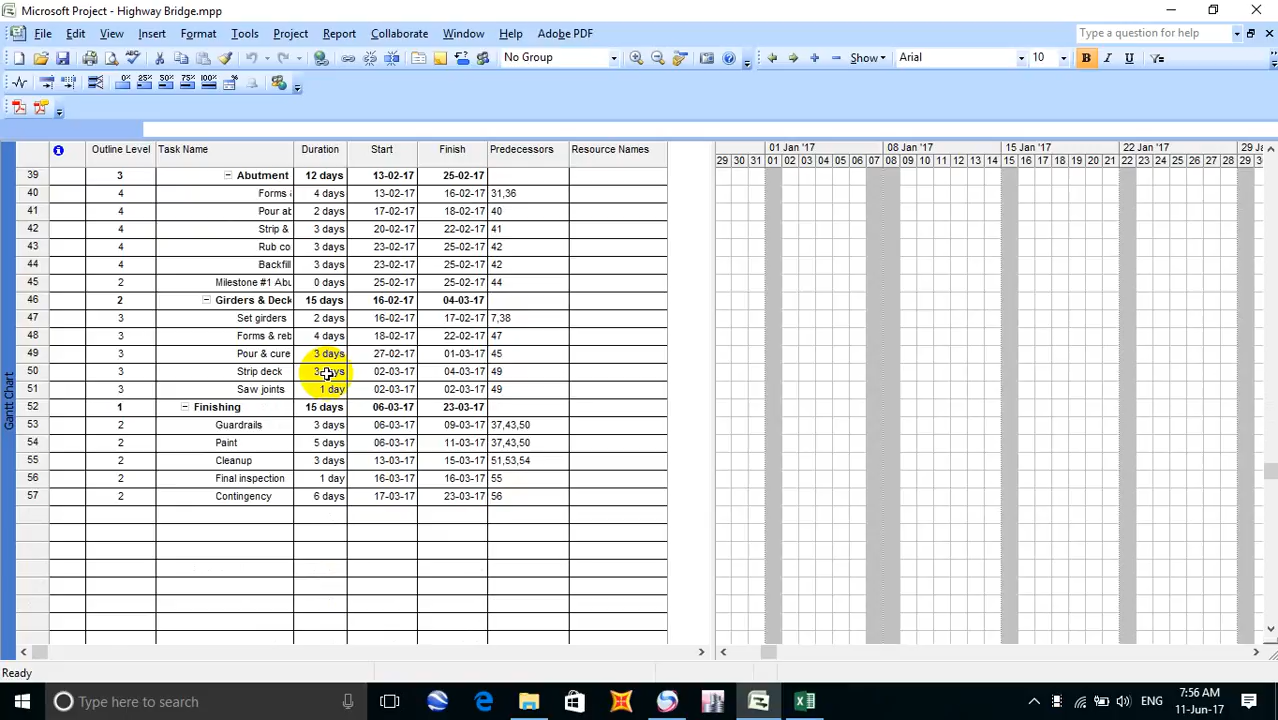 Microsoft Project - Highway Bridge.mpp
File Edit View Insert Format Tools Project Report Collaborate Window Help Adobe PDF Type a question for help
No Group Show Arial 10 B I U
0% 25% 50% 75% 100%
Outline Level Task Name Duration Start Finish Predecessors Resource Names 01 Jan '17 08 Jan '17 15 Jan '17 22 Jan '17 29 Ja
29 30 31 01 02 03 04 05 06 07 08 09 10 11 12 13 14 15 16 17 18 19 20 21 22 23 24 25 26 27 28 29 30
39 3 Abutment 12 days 13-02-17 25-02-17
40 4 Forms 4 days 13-02-17 16-02-17 31,36
41 4 Pour ab 2 days 17-02-17 18-02-17 40
42 4 Strip & 3 days 20-02-17 22-02-17 41
43 4 Rub co 3 days 23-02-17 25-02-17 42
44 4 Backfill 3 days 23-02-17 25-02-17 42
45 2 Milestone #1 Abu 0 days 25-02-17 25-02-17 44
46 2 Girders & Deck 15 days 16-02-17 04-03-17
47 3 Set girders 2 days 16-02-17 17-02-17 7,38
48 3 Forms & reb 4 days 18-02-17 22-02-17 47
49 3 Pour & cure 3 days 27-02-17 01-03-17 45
50 3 Strip deck 3 days 02-03-17 04-03-17 49
51 3 Saw joints 1 day 02-03-17 02-03-17 49
52 1 Finishing 15 days 06-03-17 23-03-17
53 2 Guardrails 3 days 06-03-17 09-03-17 37,43,50
54 2 Paint 5 days 06-03-17 11-03-17 37,43,50
55 2 Cleanup 3 days 13-03-17 15-03-17 51,53,54
56 2 Final inspection 1 day 16-03-17 16-03-17 55
57 2 Contingency 6 days 17-03-17 23-03-17 56
Gantt Chart
Ready
Type here to search ENG 7:56 AM
11-Jun-17